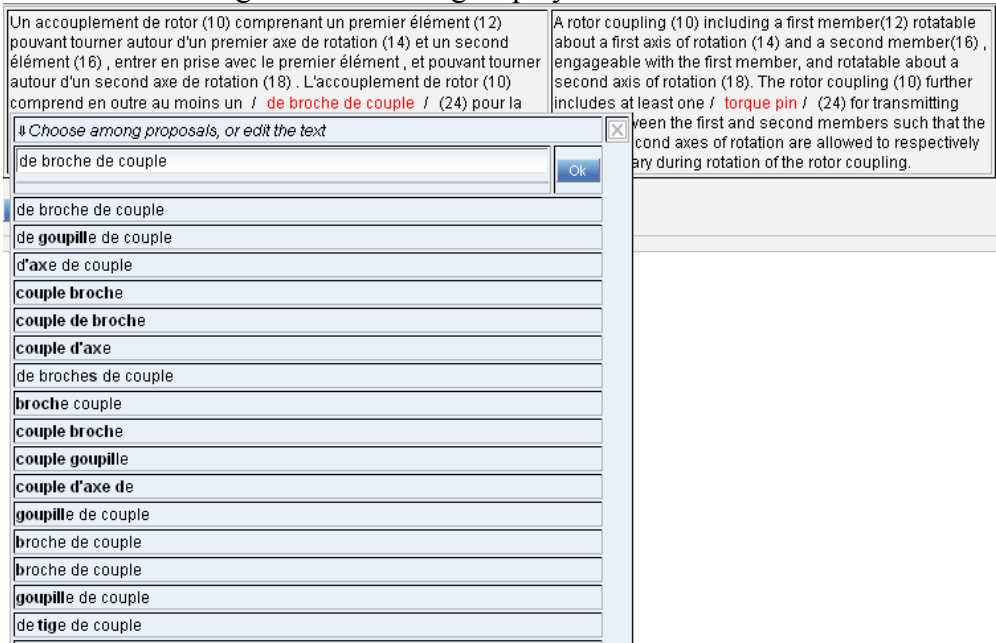 Un accouplement de rotor (10) comprenant un premier élément (12)
pouvant tourner autour d'un premier axe de rotation (14) et un second
élément (16) , entrer en prise avec le premier élément , et pouvant tourner
autour d'un second axe de rotation (18) . L'accouplement de rotor (10)
comprend en outre au moins un / de broche de couple / (24) pour la
A rotor coupling (10) including a first member(12) rotatable
about a first axis of rotation (14) and a second member(16) ,
engageable with the first member, and rotatable about a
second axis of rotation (18). The rotor coupling (10) further
includes at least one / torque pin / (24) for transmitting
ween the first and second members such that the
cond axes of rotation are allowed to respectively
ary during rotation of the rotor coupling.
⇓Choose among proposals, or edit the text
de broche de couple
Ok
de broche de couple
de goupille de couple
d'axe de couple
couple broche
couple de broche
couple d'axe
de broches de couple
broche couple
couple broche
couple goupille
couple d'axe de
goupille de couple
broche de couple
broche de couple
goupille de couple
de tige de couple